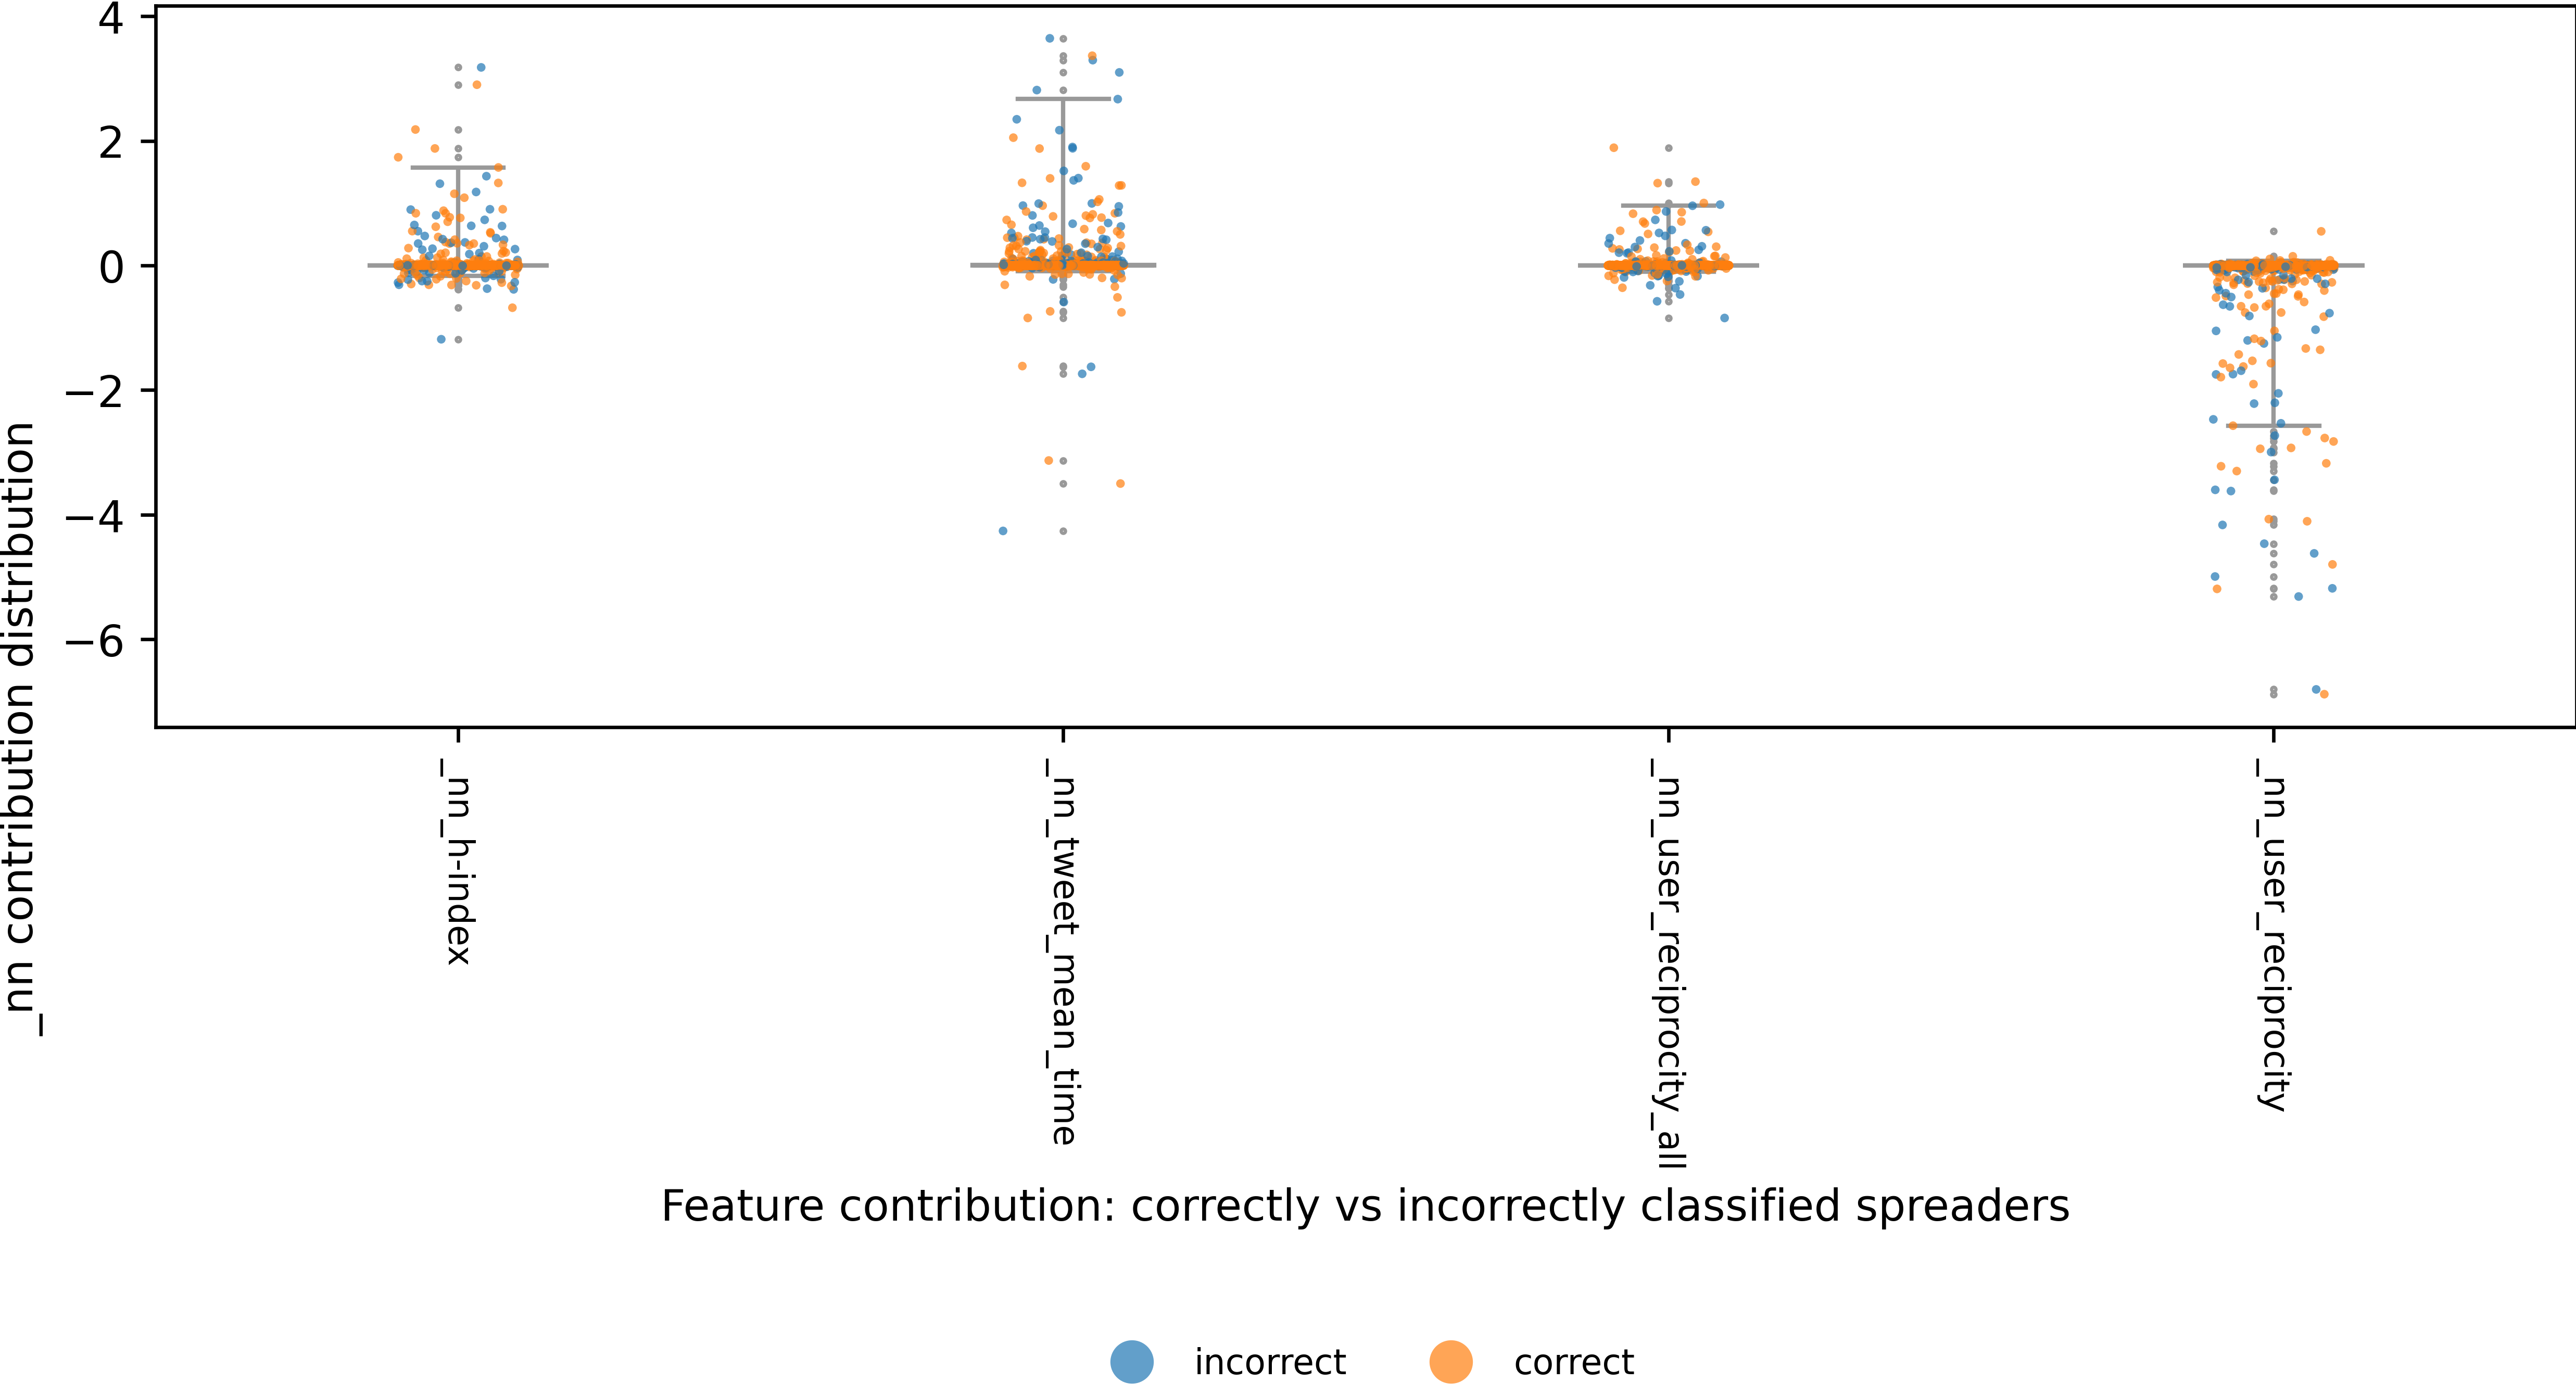 _nn contribution distribution
4
2
0
−2
−4
−6
_nn_h-index
_nn_tweet_mean_time
_nn_user_reciprocity_all
_nn_user_reciprocity
Feature contribution: correctly vs incorrectly classified spreaders
incorrect
correct